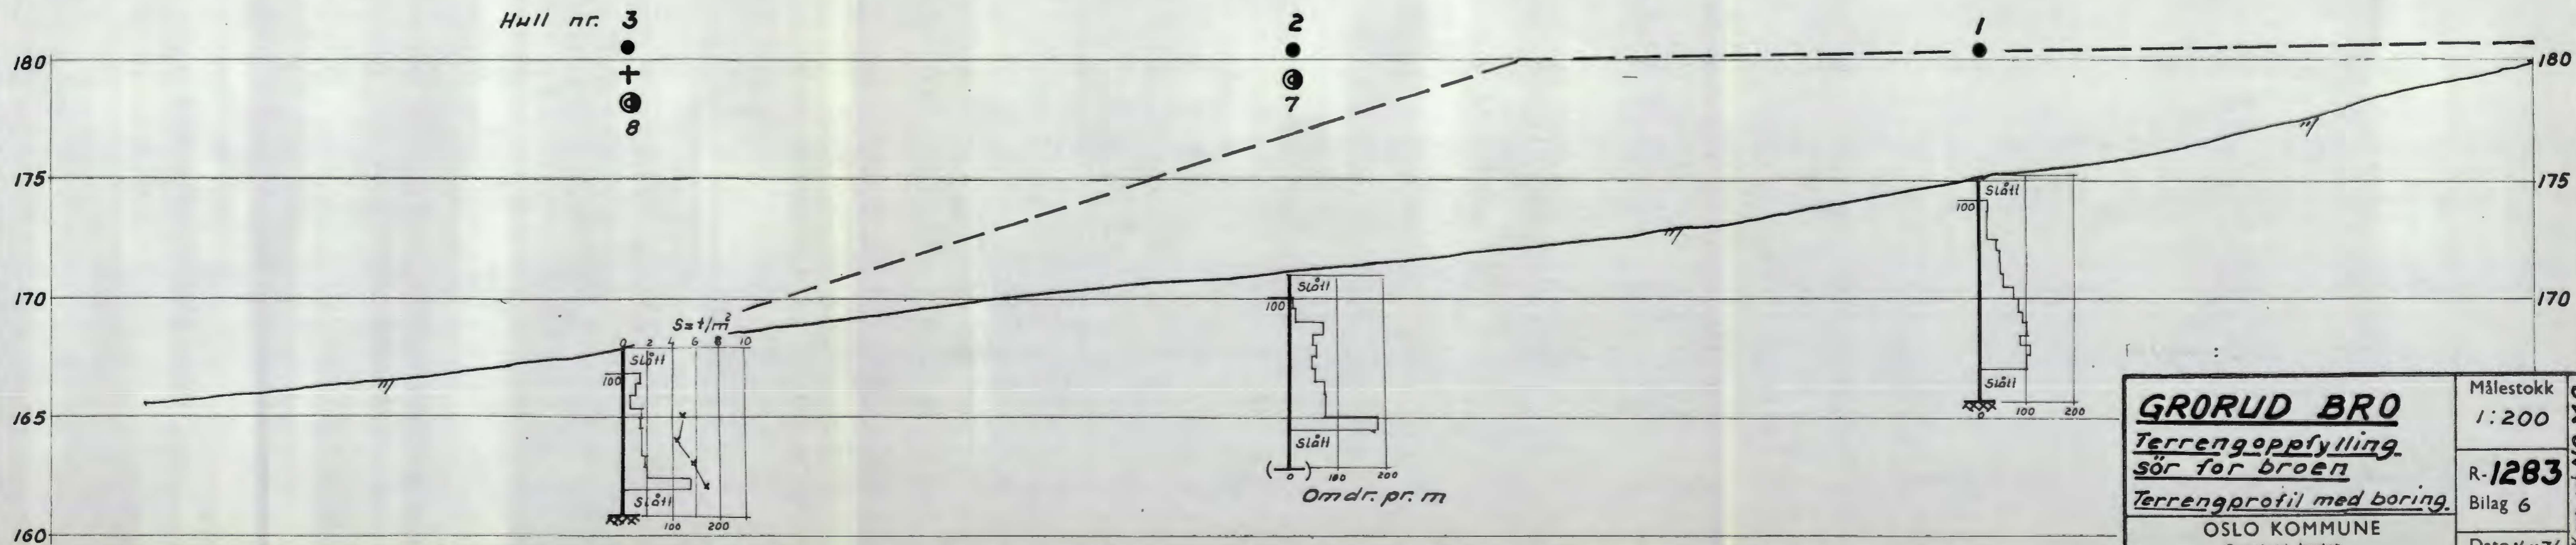 Hull nr. 3
2
1
180
180
8
7
175
175
Slått
100
170
170
Slått
100
S=t/m²
0 2 4 6 8 10
Slått
100
165
Slått
Slått
0 100 200
Slått
0 100 200
Omdr. pr. m
100 200
160
GRORUD BRO
Terrengoppfylling
sör for broen
Terrengprofil med boring.
OSLO KOMMUNE
Målestokk
1:200
R-1283
Bilag 6